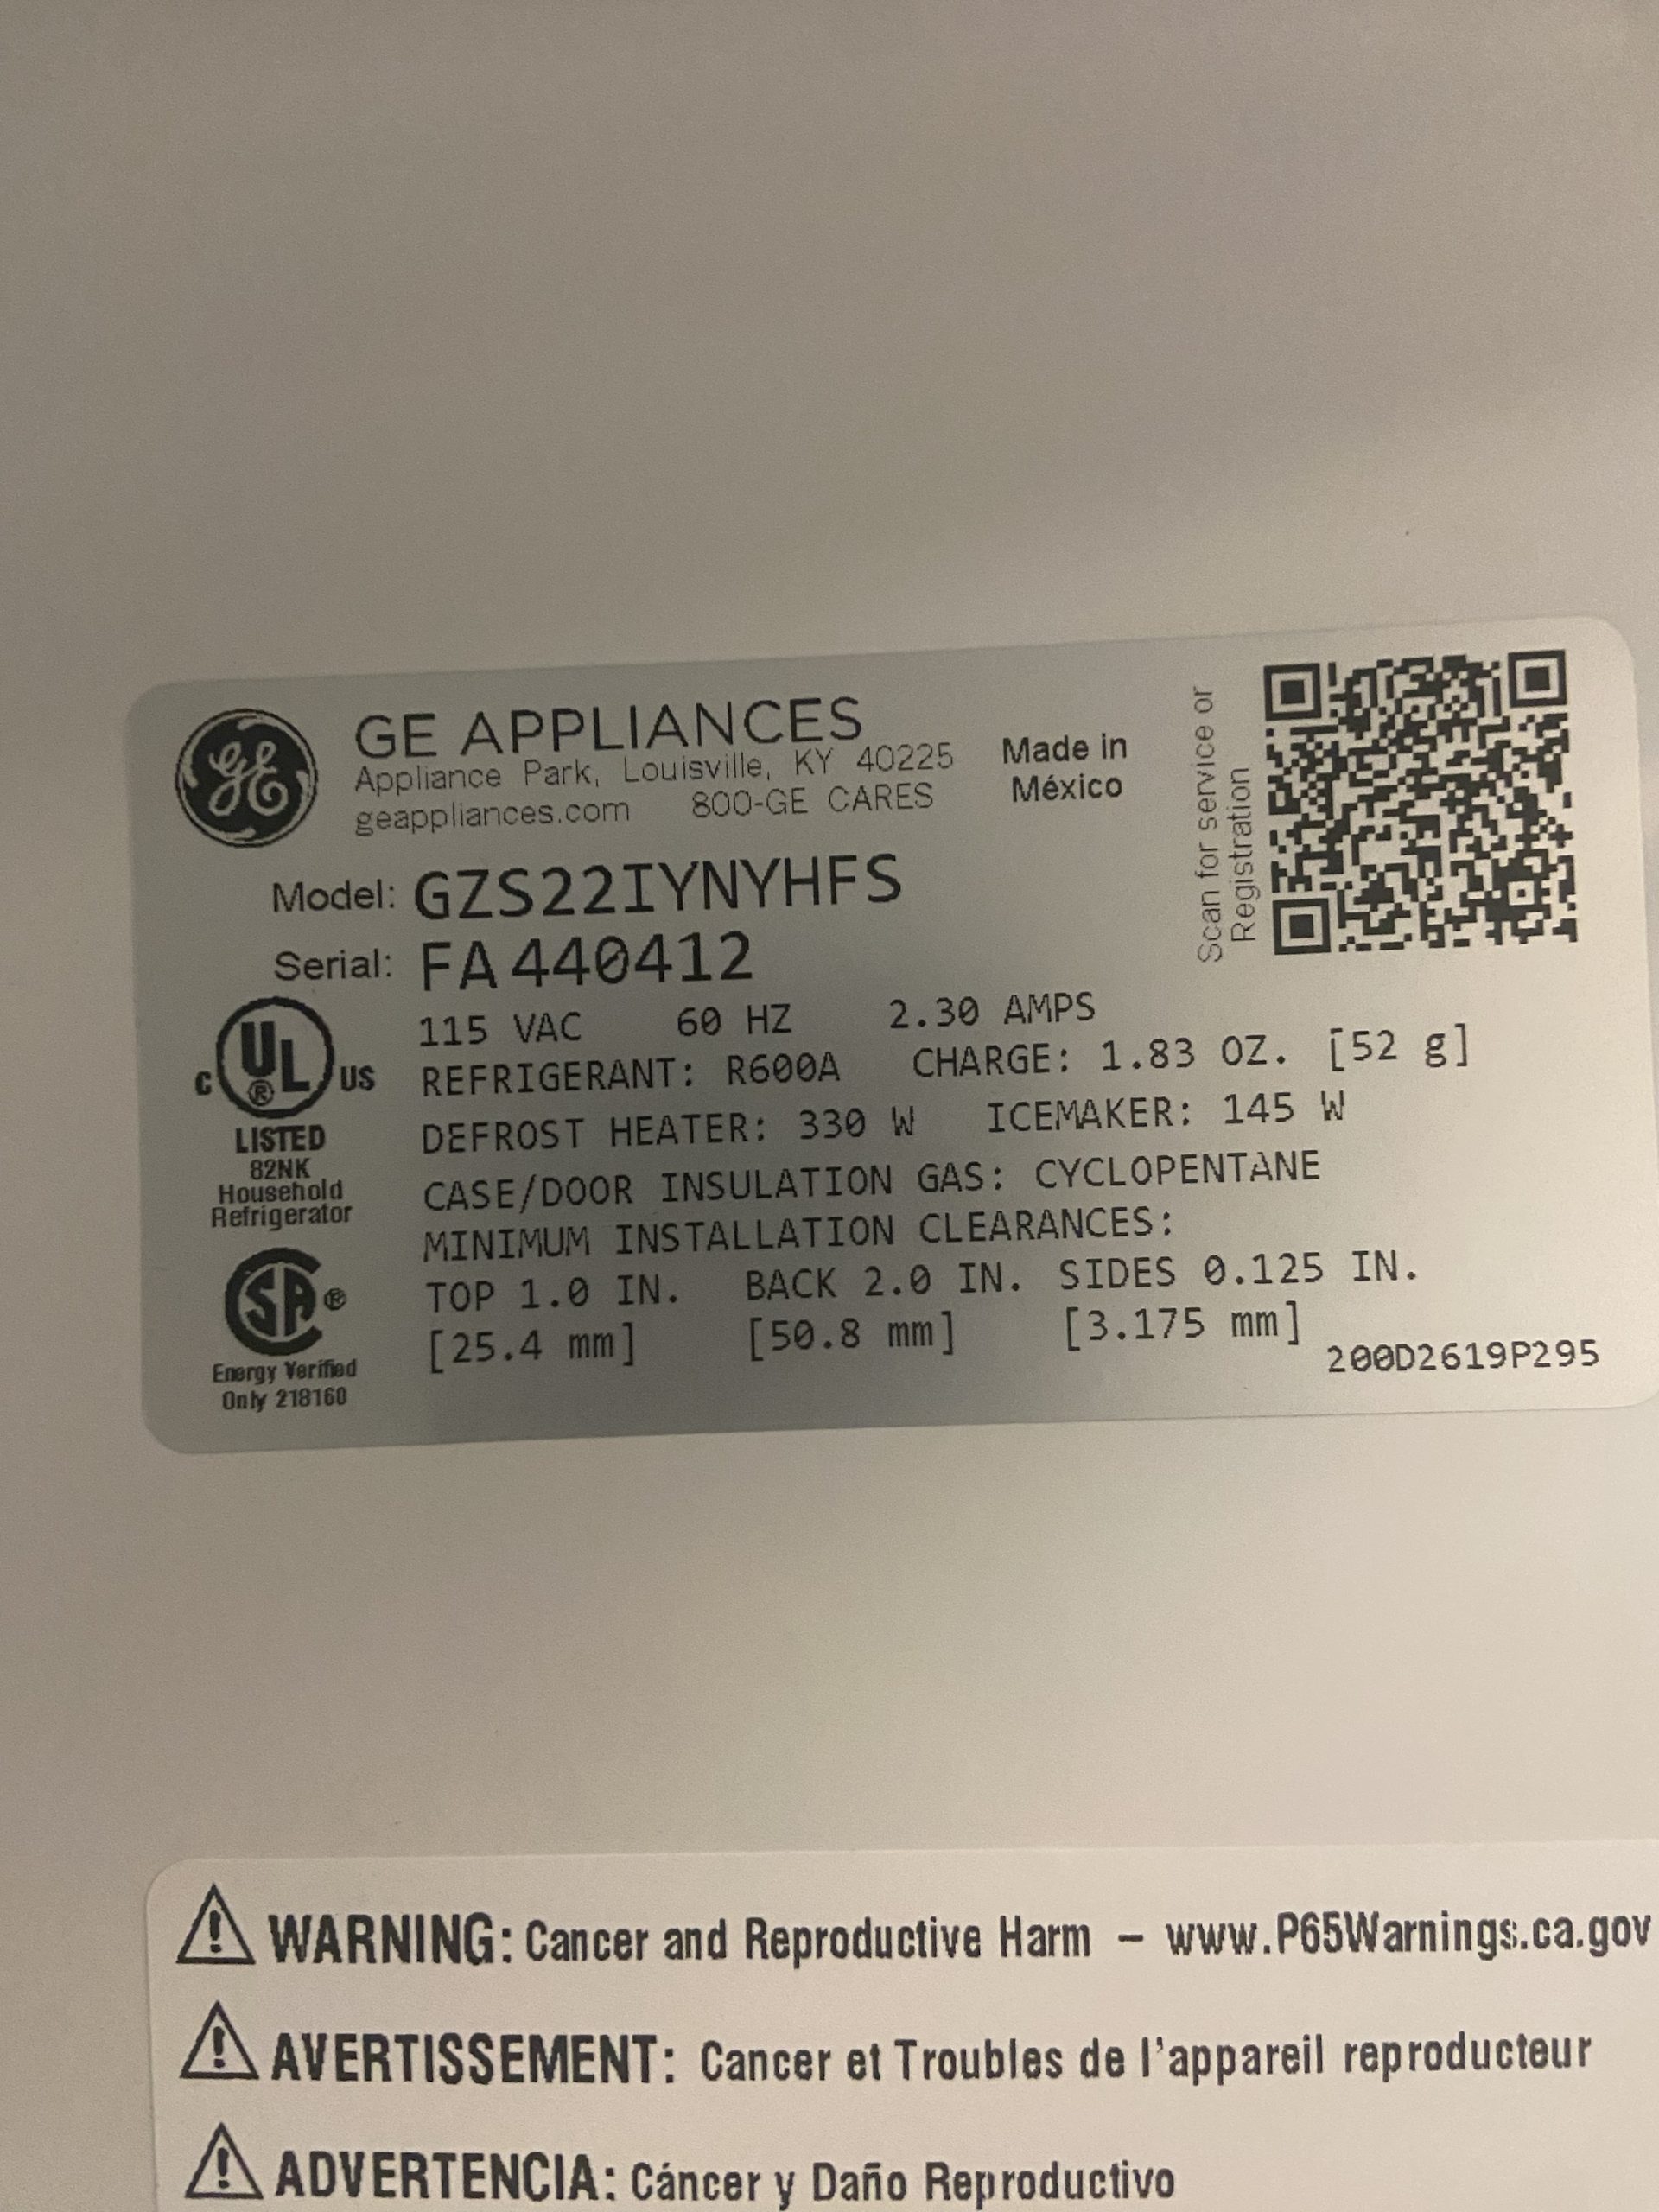 GE APPLIANCES
Appliance Park, Louisville, KY 40225
geappliances.com 800-GE CARES
Made in
México
Scan for service or
Registration
Model: GZS22IYNYHFS
Serial: FA 440412
115 VAC 60 HZ 2.30 AMPS
REFRIGERANT: R600A CHARGE: 1.83 OZ. [52 g]
DEFROST HEATER: 330 W ICEMAKER: 145 W
CASE/DOOR INSULATION GAS: CYCLOPENTANE
MINIMUM INSTALLATION CLEARANCES:
TOP 1.0 IN. BACK 2.0 IN. SIDES 0.125 IN.
[25.4 mm] [50.8 mm] [3.175 mm]
200D2619P295
C UL ® US
LISTED
82NK
Household
Refrigerator
SA ®
Energy Verified
Only 218160
WARNING: Cancer and Reproductive Harm – www.P65Warnings.ca.gov
AVERTISSEMENT: Cancer et Troubles de l'appareil reproducteur
ADVERTENCIA: Cáncer y Daño Reproductivo